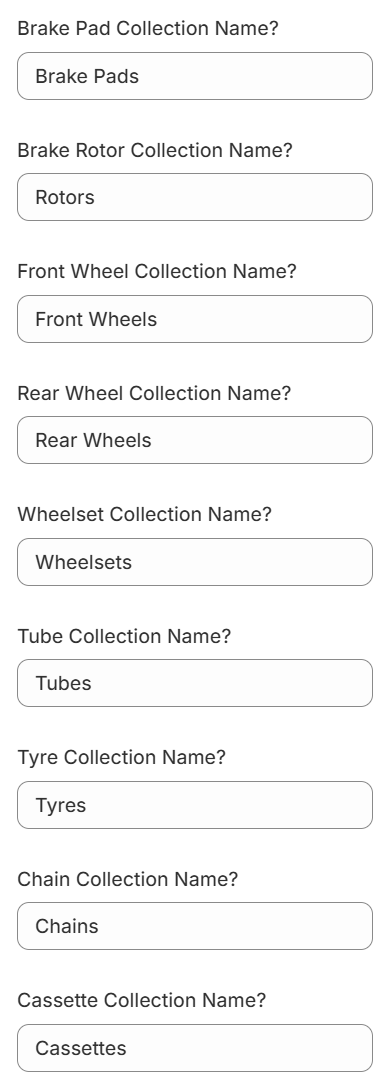 Brake Pad Collection Name?
Brake Pads
Brake Rotor Collection Name?
Rotors
Front Wheel Collection Name?
Front Wheels
Rear Wheel Collection Name?
Rear Wheels
Wheelset Collection Name?
Wheelsets
Tube Collection Name?
Tubes
Tyre Collection Name?
Tyres
Chain Collection Name?
Chains
Cassette Collection Name?
Cassettes